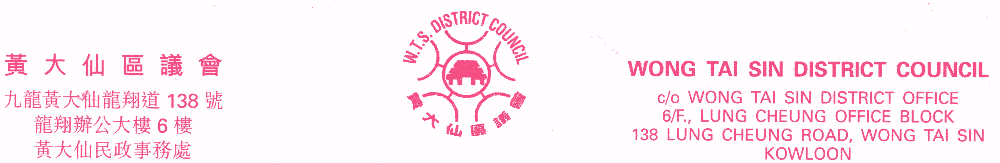 黃大仙區議會
九龍黃大仙龍翔道 138 號
龍翔辦公大樓 6 樓
黃大仙民政事務處
W.T.S. DISTRICT COUNCIL
黃大仙區議會
WONG TAI SIN DISTRICT COUNCIL
c/o WONG TAI SIN DISTRICT OFFICE
6/F., LUNG CHEUNG OFFICE BLOCK
138 LUNG CHEUNG ROAD, WONG TAI SIN
KOWLOON